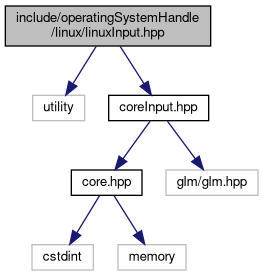 include/operatingSystemHandle
/linux/linuxInput.hpp
utility
coreInput.hpp
core.hpp
glm/glm.hpp
cstdint
memory